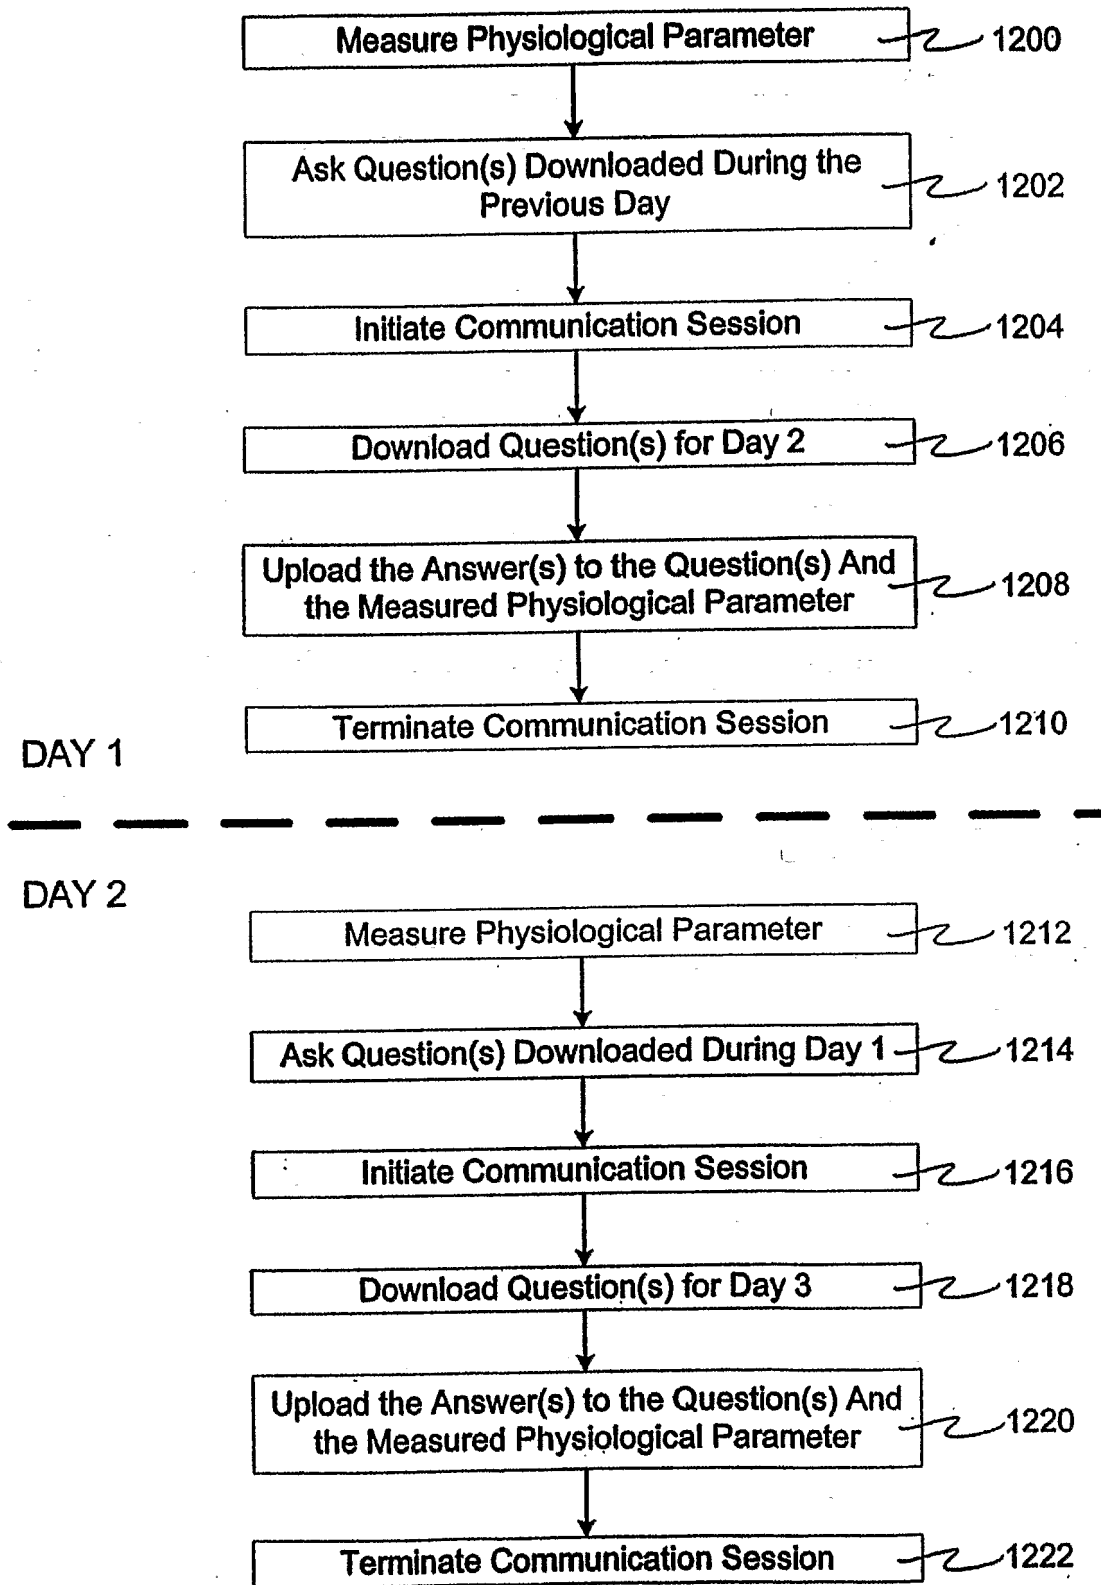 Measure Physiological Parameter 1200
Ask Question(s) Downloaded During the
Previous Day 1202
Initiate Communication Session 1204
Download Question(s) for Day 2 1206
Upload the Answer(s) to the Question(s) And
the Measured Physiological Parameter 1208
Terminate Communication Session 1210
DAY 1
DAY 2
Measure Physiological Parameter 1212
Ask Question(s) Downloaded During Day 1 1214
Initiate Communication Session 1216
Download Question(s) for Day 3 1218
Upload the Answer(s) to the Question(s) And
the Measured Physiological Parameter 1220
Terminate Communication Session 1222